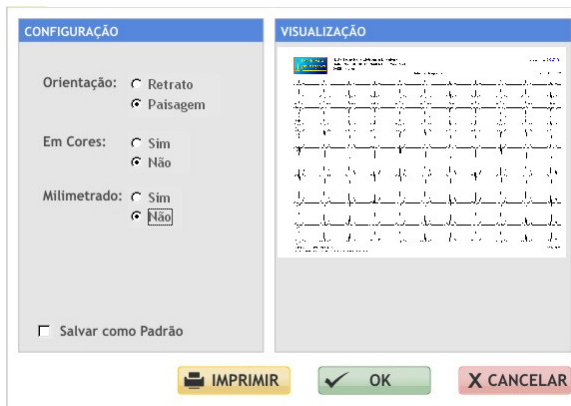 CONFIGURAÇÃO
Orientação:
Retrato
Paisagem
Em Cores:
Sim
Não
Milimetrado:
Sim
Não
Salvar como Padrão
VISUALIZAÇÃO
IMPRIMIR
OK
X CANCELAR